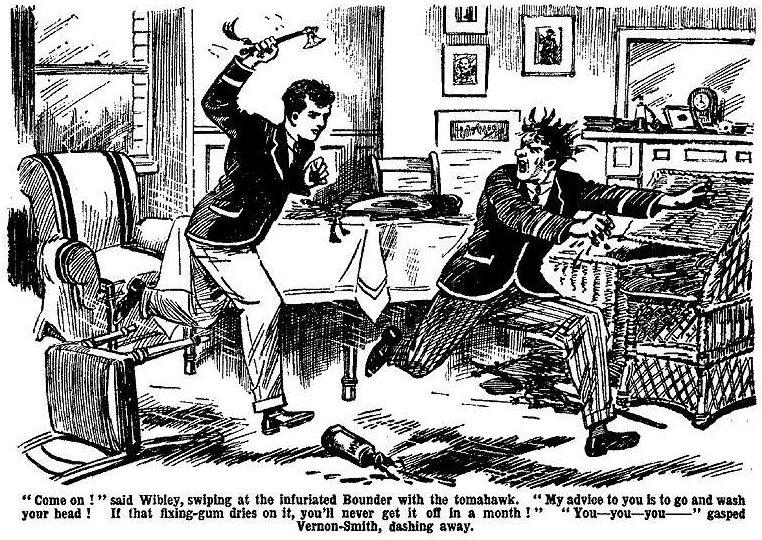 “ Come on ! ” said Wibley, swiping at the infuriated Bounder with the tomahawk. “ My advice to you is to go and wash
your head ! If that fixing-gum dries on it, you’ll never get it off in a month ! ” “ You—you—you—— ” gasped
Vernon-Smith, dashing away.